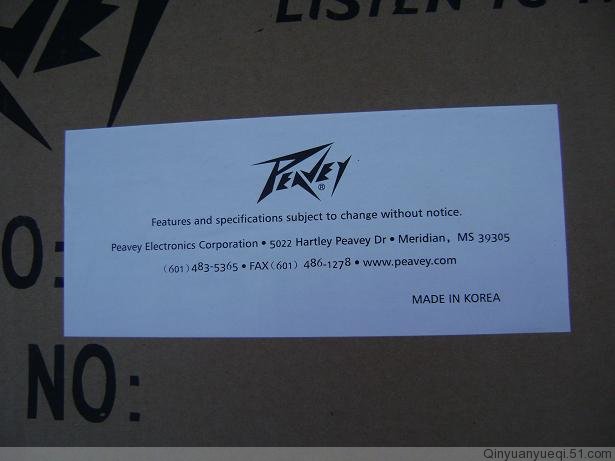 LISTEN TO
PEAVEY®
Features and specifications subject to change without notice.
Peavey Electronics Corporation • 5022 Hartley Peavey Dr • Meridian, MS 39305
(601)483-5365 • FAX(601) 486-1278 • www.peavey.com
MADE IN KOREA
O:
NO:
Qinyuanyueqi.51.com